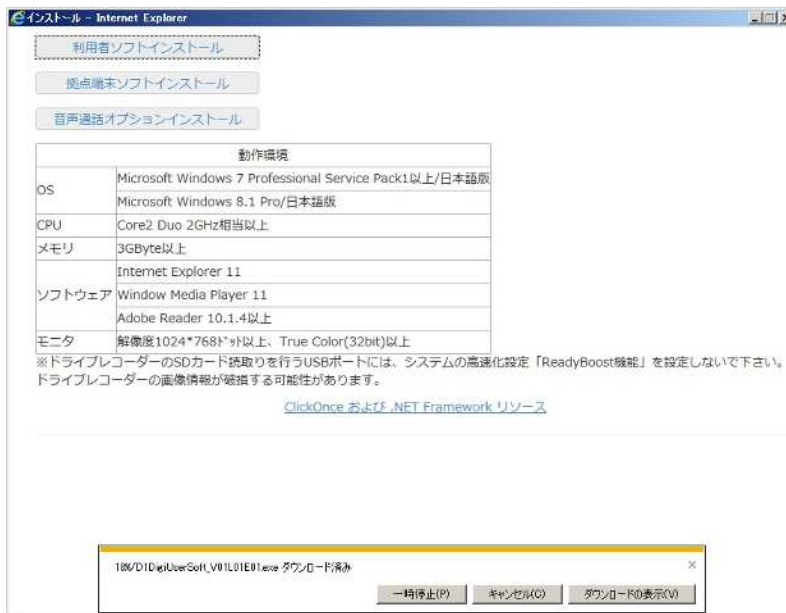 インストール - Internet Explorer
利用者ソフトインストール
拠点端末ソフトインストール
音声通話オプションインストール
動作環境
OS
Microsoft Windows 7 Professional Service Pack1以上/日本語版
Microsoft Windows 8.1 Pro/日本語版
CPU
Core2 Duo 2GHz相当以上
メモリ
3GByte以上
ソフトウェア
Internet Explorer 11
Window Media Player 11
Adobe Reader 10.1.4以上
モニタ
解像度1024*768ﾄﾞｯﾄ以上、True Color(32bit)以上
※ドライブレコーダーのSDカード読取りを行うUSBポートには、システムの高速化設定「ReadyBoost機能」を設定しないで下さい。
ドライブレコーダーの画像情報が破損する可能性があります。
ClickOnce および .NET Framework リソース
18%/D1DigiUserSoft_V01L01E01.exe ダウンロード済み
一時停止(P)
キャンセル(C)
ダウンロードの表示(V)